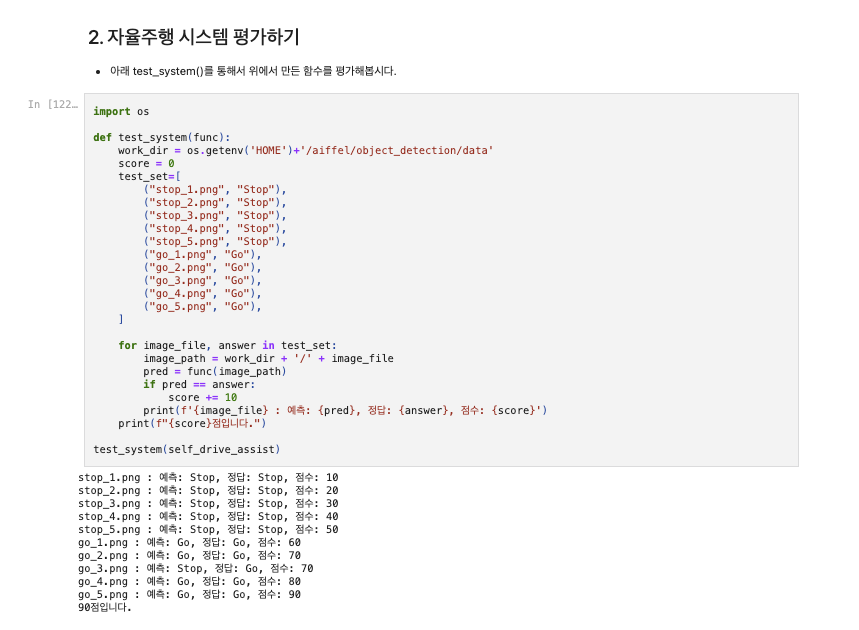 2. 자율주행 시스템 평가하기
• 아래 test_system()를 통해서 위에서 만든 함수를 평가해봅시다.
In [122…
import os
def test_system(func):
    work_dir = os.getenv('HOME')+'/aiffel/object_detection/data'
    score = 0
    test_set=[
        ("stop_1.png", "Stop"),
        ("stop_2.png", "Stop"),
        ("stop_3.png", "Stop"),
        ("stop_4.png", "Stop"),
        ("stop_5.png", "Stop"),
        ("go_1.png", "Go"),
        ("go_2.png", "Go"),
        ("go_3.png", "Go"),
        ("go_4.png", "Go"),
        ("go_5.png", "Go"),
    ]
    for image_file, answer in test_set:
        image_path = work_dir + '/' + image_file
        pred = func(image_path)
        if pred == answer:
            score += 10
        print(f'{image_file} : 예측: {pred}, 정답: {answer}, 점수: {score}')
    print(f"{score}점입니다.")
test_system(self_drive_assist)
stop_1.png : 예측: Stop, 정답: Stop, 점수: 10
stop_2.png : 예측: Stop, 정답: Stop, 점수: 20
stop_3.png : 예측: Stop, 정답: Stop, 점수: 30
stop_4.png : 예측: Stop, 정답: Stop, 점수: 40
stop_5.png : 예측: Stop, 정답: Stop, 점수: 50
go_1.png : 예측: Go, 정답: Go, 점수: 60
go_2.png : 예측: Go, 정답: Go, 점수: 70
go_3.png : 예측: Stop, 정답: Go, 점수: 70
go_4.png : 예측: Go, 정답: Go, 점수: 80
go_5.png : 예측: Go, 정답: Go, 점수: 90
90점입니다.